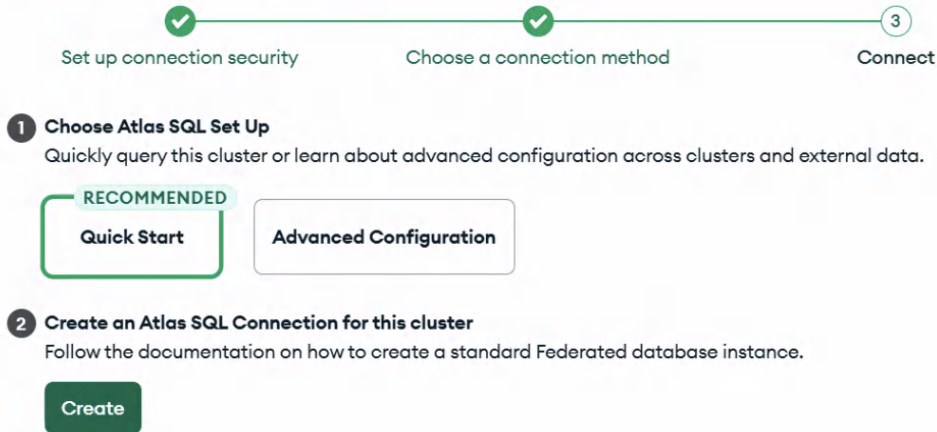 3
Set up connection security
Choose a connection method
Connect
1 Choose Atlas SQL Set Up
Quickly query this cluster or learn about advanced configuration across clusters and external data.
RECOMMENDED
Quick Start
Advanced Configuration
2 Create an Atlas SQL Connection for this cluster
Follow the documentation on how to create a standard Federated database instance.
Create